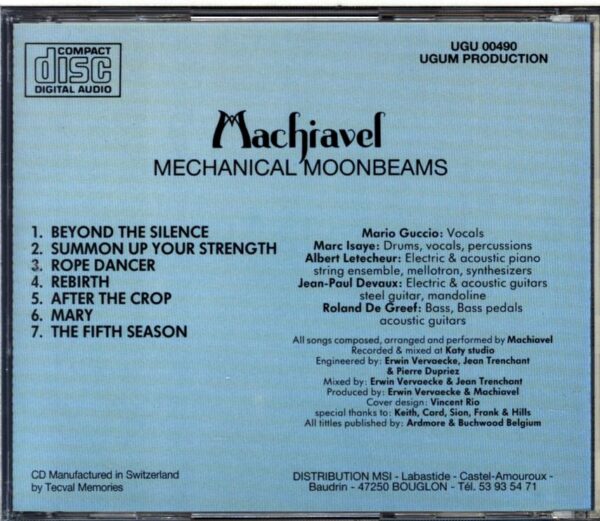 COMPACT
disc
DIGITAL AUDIO
UGU 00490
UGUM PRODUCTION
Machiavel
MECHANICAL MOONBEAMS
1. BEYOND THE SILENCE
2. SUMMON UP YOUR STRENGTH
3. ROPE DANCER
4. REBIRTH
5. AFTER THE CROP
6. MARY
7. THE FIFTH SEASON
Mario Guccio: Vocals
Marc Isaye: Drums, vocals, percussions
Albert Letecheur: Electric & acoustic piano
string ensemble, mellotron, synthesizers
Jean-Paul Devaux: Electric & acoustic guitars
steel guitar, mandoline
Roland De Greef: Bass, Bass pedals
acoustic guitars
All songs composed, arranged and performed by Machiavel
Recorded & mixed at Katy studio
Engineered by: Erwin Vervaecke, Jean Trenchant
& Pierre Dupriez
Mixed by: Erwin Vervaecke & Jean Trenchant
Produced by: Erwin Vervaecke & Machiavel
Cover design: Vincent Rio
special thanks to: Keith, Card, Sion, Frank & Hills
All tittles published by: Ardmore & Buchwood Belgium
CD Manufactured in Switzerland
by Tecval Memories
DISTRIBUTION MSI - Labastide - Castel-Amouroux -
Baudrin - 47250 BOUGLON - Tél. 53 93 54 71